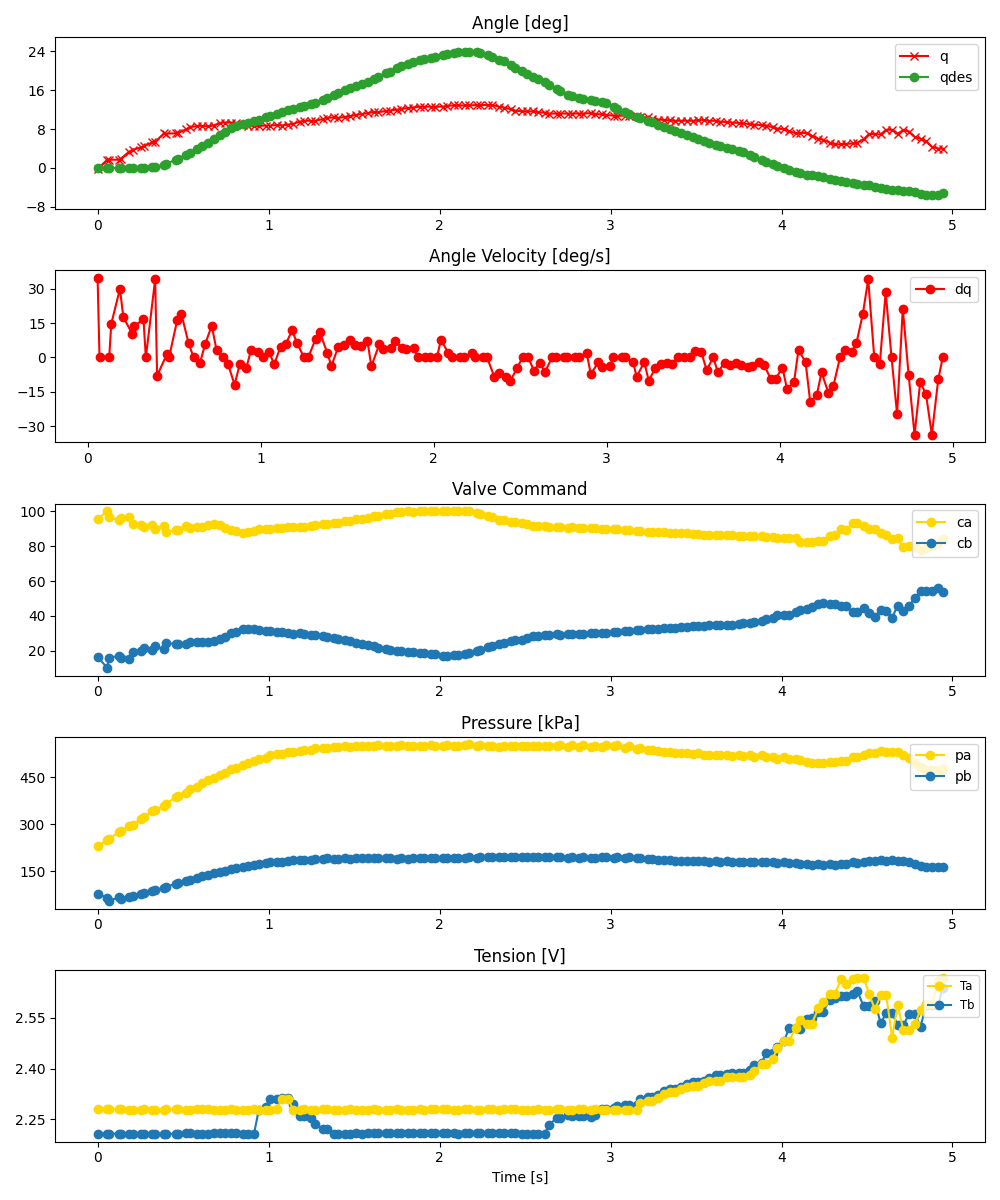 Angle [deg]
24
16
8
0
−8
q
qdes
0 1 2 3 4 5
Angle Velocity [deg/s]
30
15
0
−15
−30
dq
0 1 2 3 4 5
Valve Command
100
80
60
40
20
ca
cb
0 1 2 3 4 5
Pressure [kPa]
450
300
150
pa
pb
0 1 2 3 4 5
Tension [V]
2.55
2.40
2.25
Ta
Tb
0 1 2 3 4 5
Time [s]